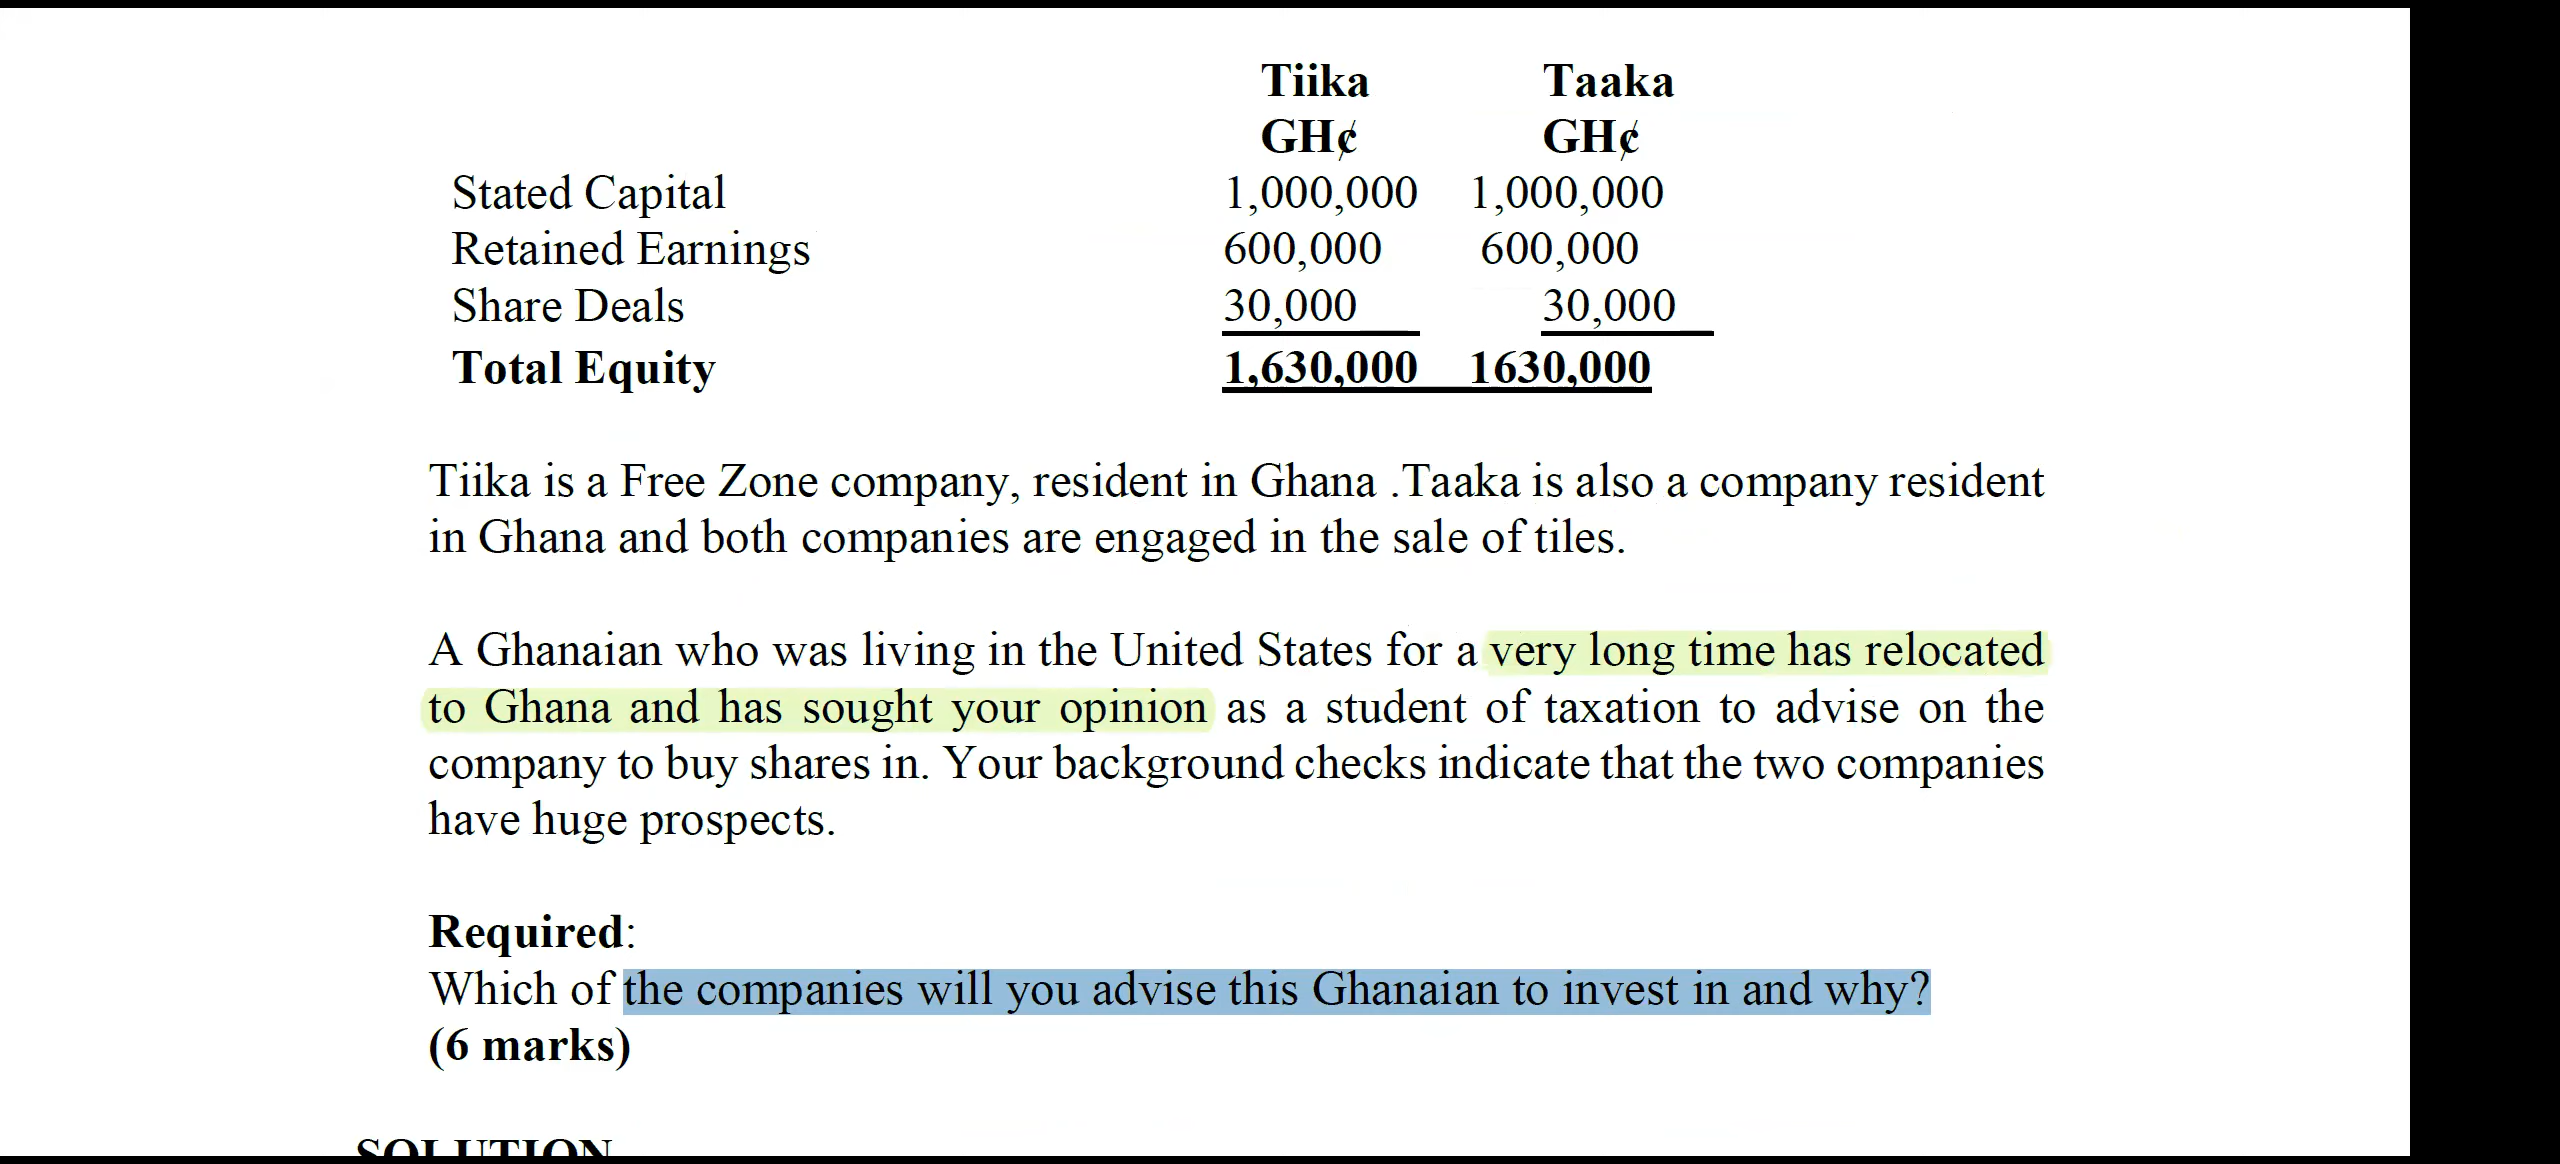 Tiika Taaka
GH¢ GH¢
Stated Capital 1,000,000 1,000,000
Retained Earnings 600,000 600,000
Share Deals 30,000 30,000
Total Equity 1,630,000 1630,000
Tiika is a Free Zone company, resident in Ghana .Taaka is also a company resident
in Ghana and both companies are engaged in the sale of tiles.
A Ghanaian who was living in the United States for a very long time has relocated
to Ghana and has sought your opinion as a student of taxation to advise on the
company to buy shares in. Your background checks indicate that the two companies
have huge prospects.
Required:
Which of the companies will you advise this Ghanaian to invest in and why?
(6 marks)
SOLUTION